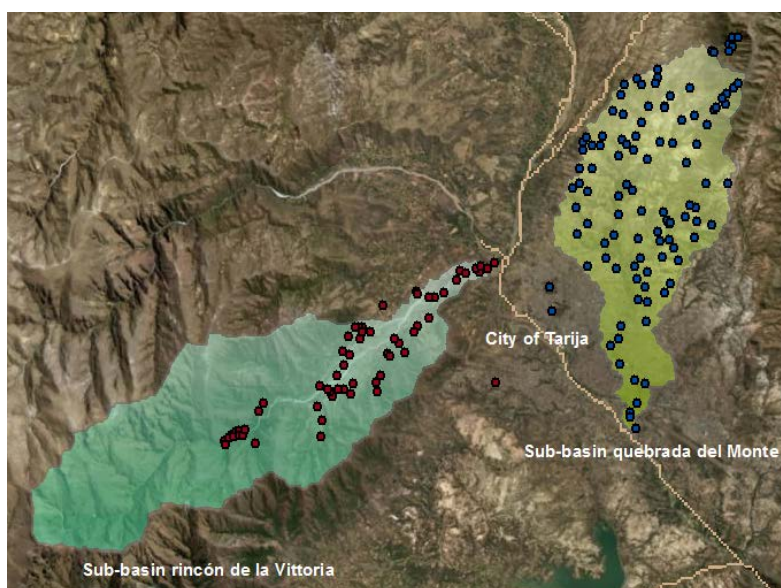 City of Tarija
Sub-basin quebrada del Monte
Sub-basin rincón de la Vittoria